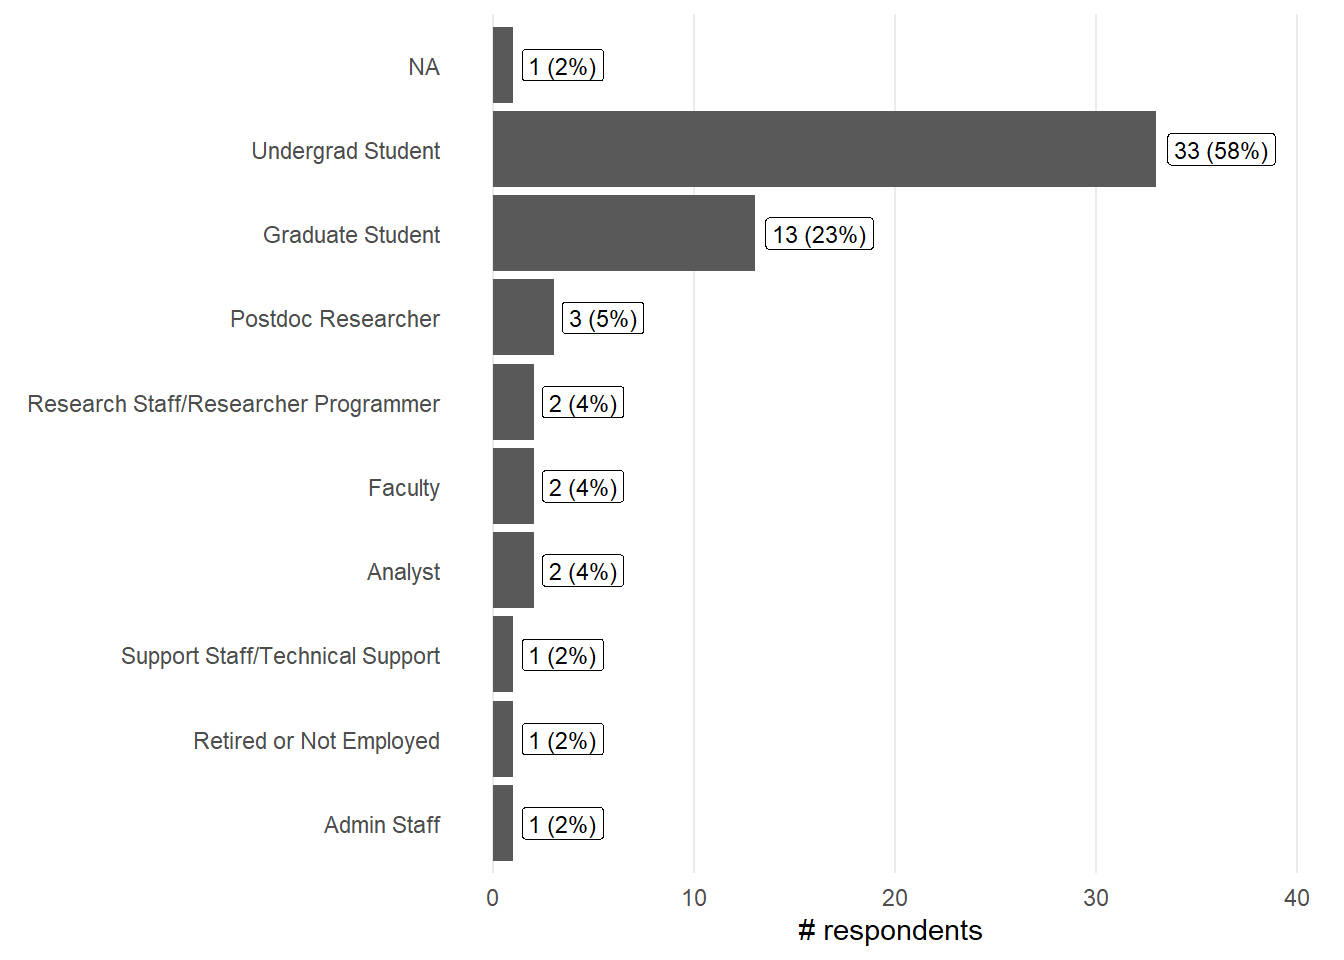 NA
1 (2%)
Undergrad Student
33 (58%)
Graduate Student
13 (23%)
Postdoc Researcher
3 (5%)
Research Staff/Researcher Programmer
2 (4%)
Faculty
2 (4%)
Analyst
2 (4%)
Support Staff/Technical Support
1 (2%)
Retired or Not Employed
1 (2%)
Admin Staff
1 (2%)
0 10 20 30 40
# respondents